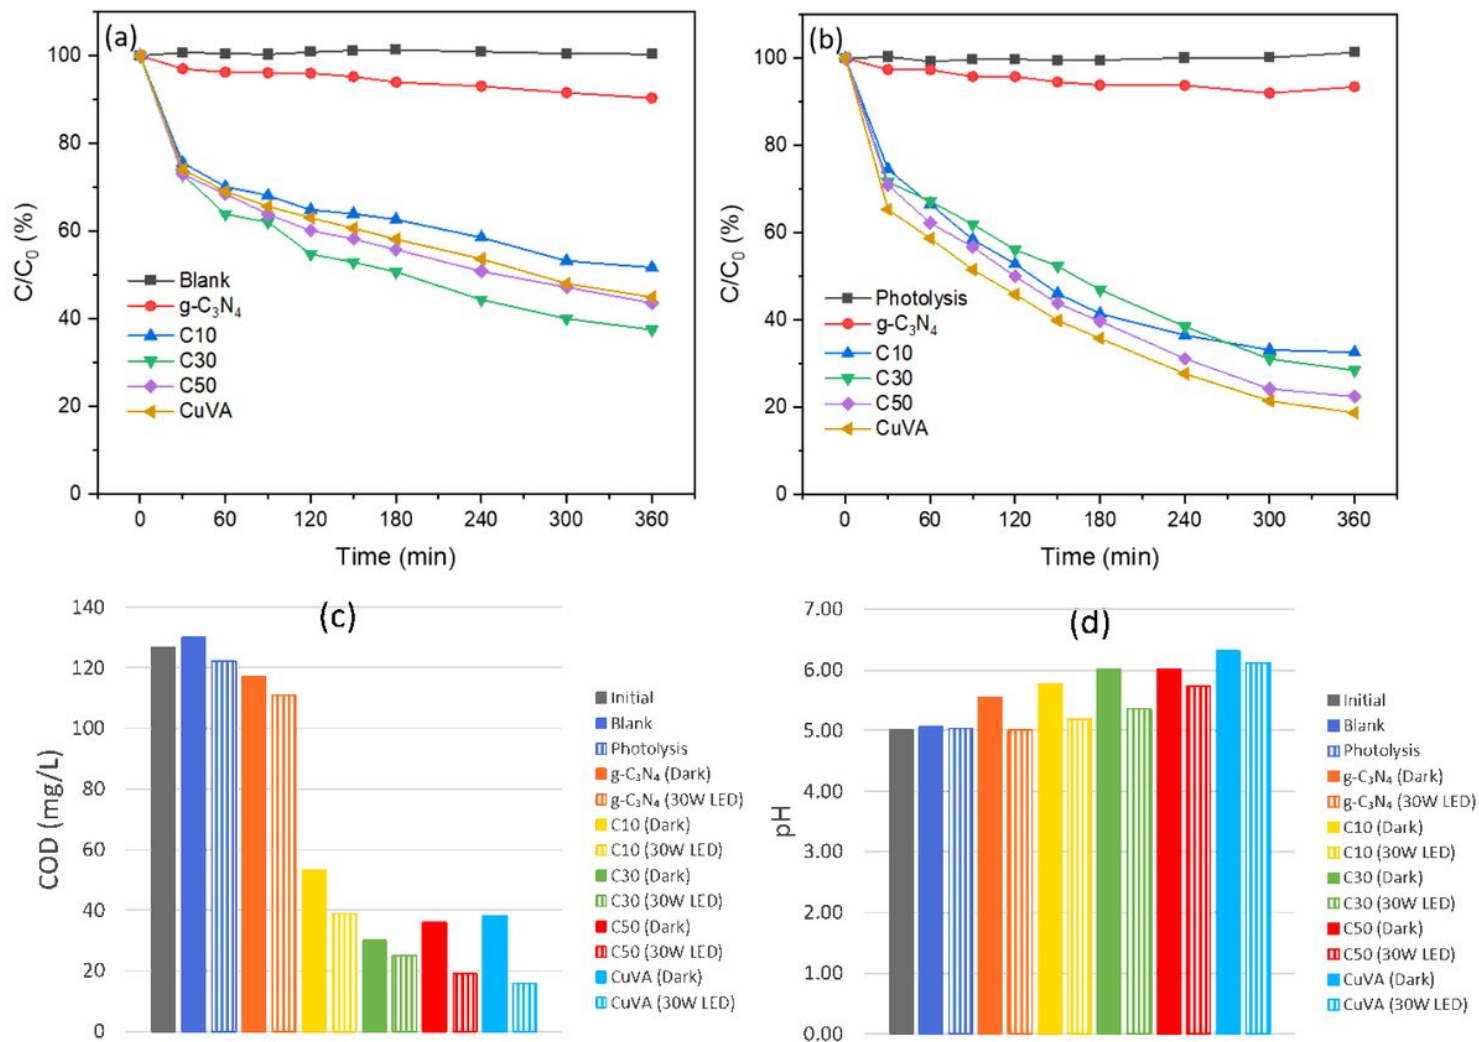 (a)
100
80
60
40
20
0
C/C₀ (%)
Blank
g-C₃N₄
C10
C30
C50
CuVA
0 60 120 180 240 300 360
Time (min)
(b)
100
80
60
40
20
0
C/C₀ (%)
Photolysis
g-C₃N₄
C10
C30
C50
CuVA
0 60 120 180 240 300 360
Time (min)
(c)
140
120
100
80
60
40
20
0
COD (mg/L)
Initial
Blank
Photolysis
g-C₃N₄ (Dark)
g-C₃N₄ (30W LED)
C10 (Dark)
C10 (30W LED)
C30 (Dark)
C30 (30W LED)
C50 (Dark)
C50 (30W LED)
CuVA (Dark)
CuVA (30W LED)
(d)
7.00
6.00
5.00
4.00
3.00
2.00
1.00
0.00
pH
Initial
Blank
Photolysis
g-C₃N₄ (Dark)
g-C₃N₄ (30W LED)
C10 (Dark)
C10 (30W LED)
C30 (Dark)
C30 (30W LED)
C50 (Dark)
C50 (30W LED)
CuVA (Dark)
CuVA (30W LED)